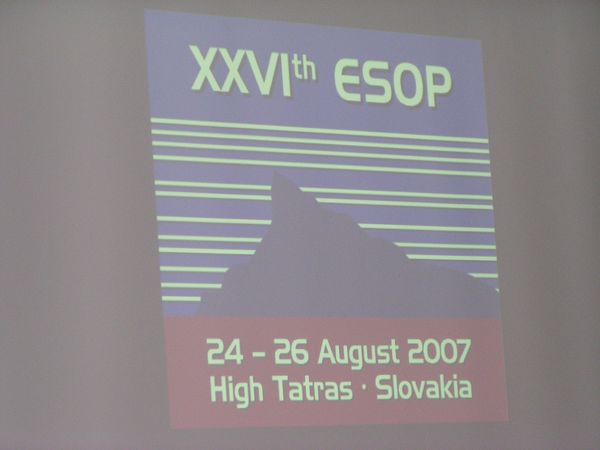 XXVIth ESOP
24 - 26 August 2007
High Tatras · Slovakia